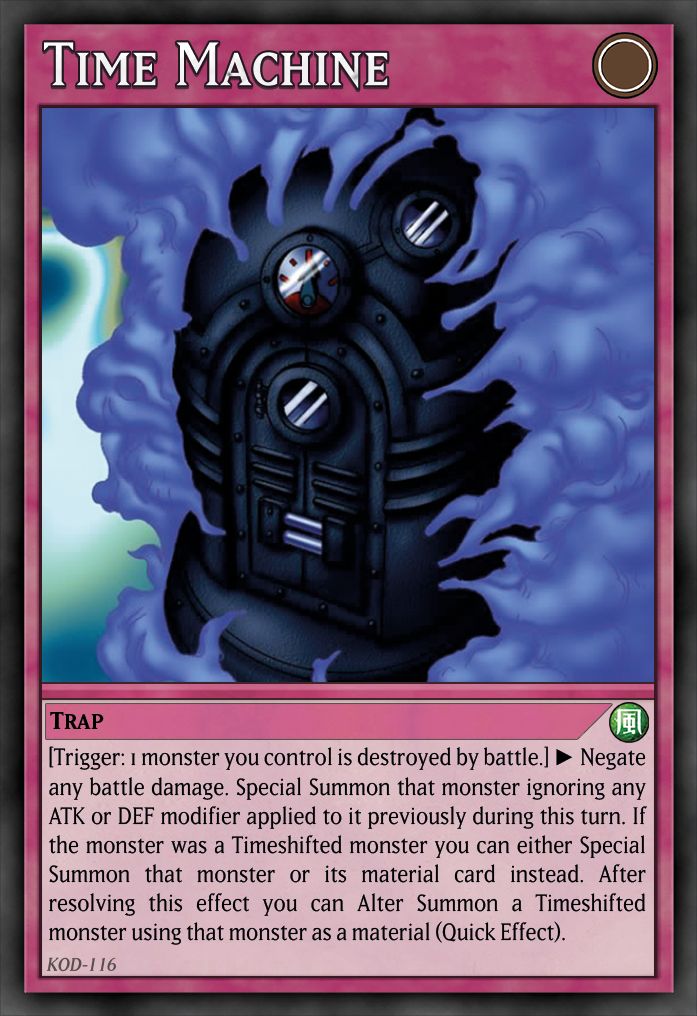 Time Machine
Trap
風
[Trigger: 1 monster you control is destroyed by battle.] ► Negate
any battle damage. Special Summon that monster ignoring any
ATK or DEF modifier applied to it previously during this turn. If
the monster was a Timeshifted monster you can either Special
Summon that monster or its material card instead. After
resolving this effect you can Alter Summon a Timeshifted
monster using that monster as a material (Quick Effect).
KOD-116